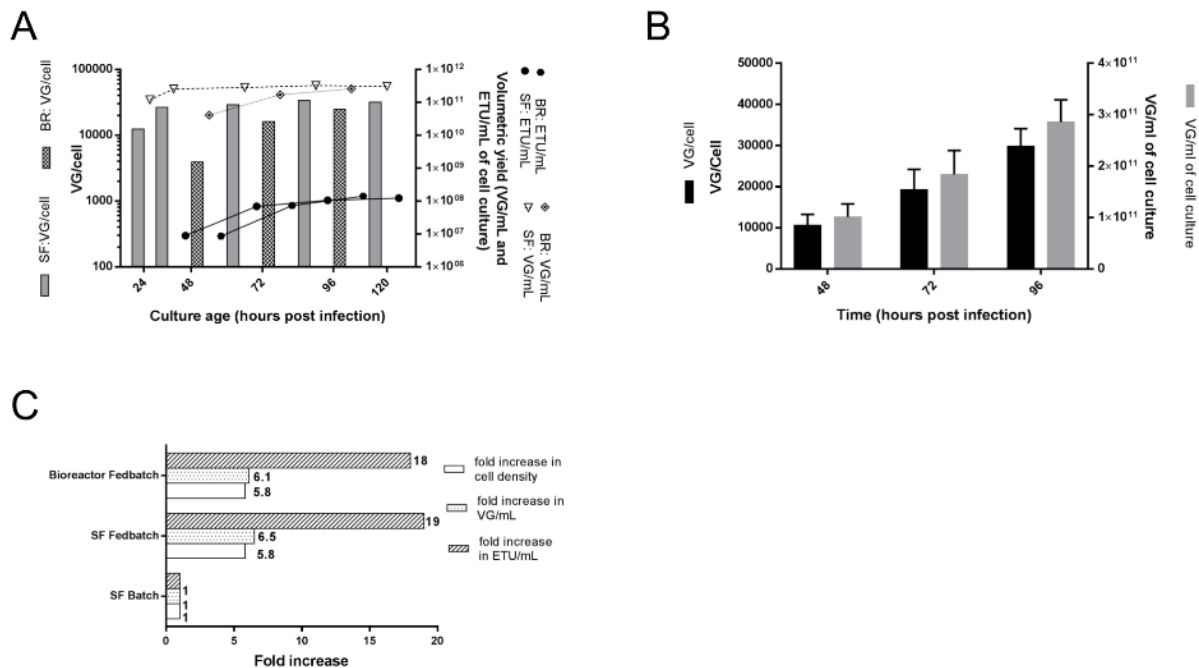 A
BR: VG/cell
SF:VG/cell
VG/cell
100000
10000
1000
100
1×10¹²
1×10¹¹
1×10¹⁰
1×10⁰⁹
1×10⁰⁸
1×10⁰⁷
1×10⁰⁶
Volumetric yield (VG/mL and
ETU/mL of cell culture)
BR: ETU/mL
SF: ETU/mL
BR: VG/mL
SF: VG/mL
24
48
72
96
120
Culture age (hours post infection)
B
VG/cell
VG/Cell
50000
40000
30000
20000
10000
0
4×10¹¹
3×10¹¹
2×10¹¹
1×10¹¹
0
VG/ml of cell culture
VG/ml of cell culture
48
72
96
Time (hours post infection)
C
Bioreactor Fedbatch
18
6.1
5.8
SF Fedbatch
19
6.5
5.8
SF Batch
1
1
1
0
5
10
15
20
Fold increase
fold increase in
cell density
fold increase in
VG/mL
fold increase
in ETU/mL